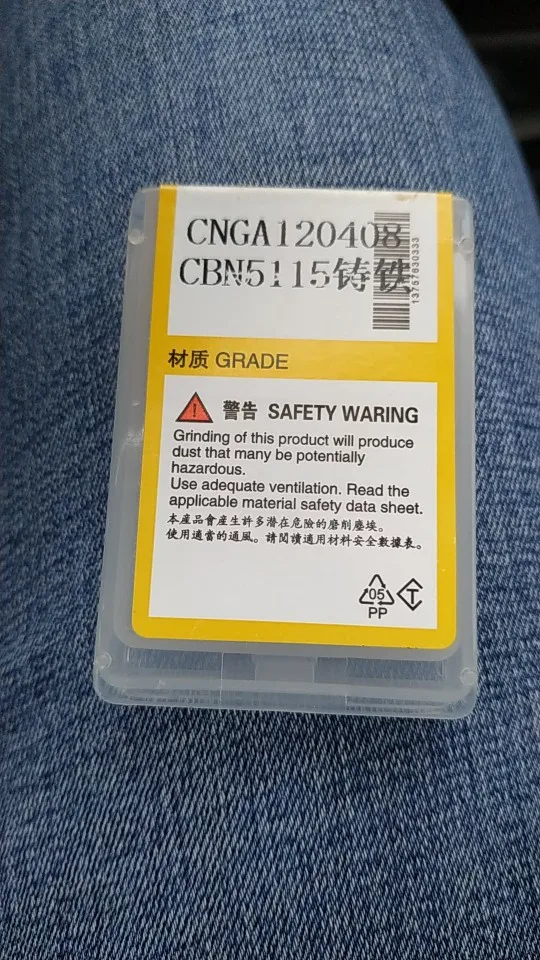 CNGA120408
CBN5115铸铁
13757630333
材质 GRADE
警告 SAFETY WARING
Grinding of this product will produce
dust that many be potentially
hazardous.
Use adequate ventilation. Read the
applicable material safety data sheet.
本產品會產生許多潛在危險的磨削塵埃。
使用適當的通風。請閱讀適用材料安全數據表。
05
PP
T